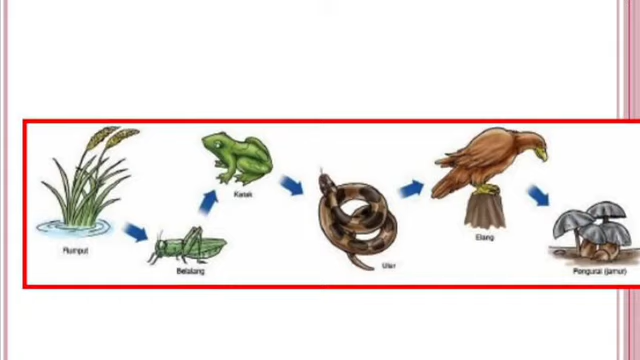 Rumput
Belalang
Katak
Ular
Elang
Pengurai (jamur)